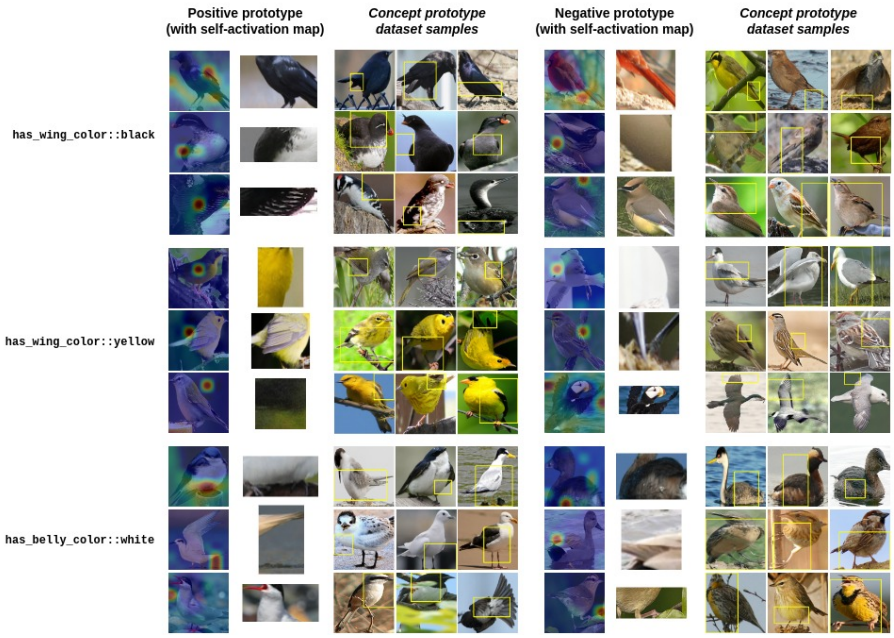 Positive prototype
(with self-activation map)
Concept prototype
dataset samples
Negative prototype
(with self-activation map)
Concept prototype
dataset samples
has_wing_color::black
has_wing_color::yellow
has_belly_color::white